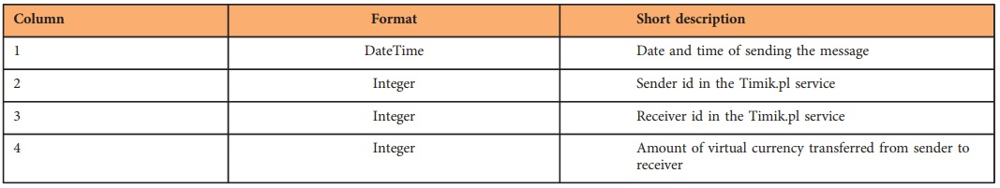 Column Format Short description
1 DateTime Date and time of sending the message
2 Integer Sender id in the Timik.pl service
3 Integer Receiver id in the Timik.pl service
4 Integer Amount of virtual currency transferred from sender to
receiver